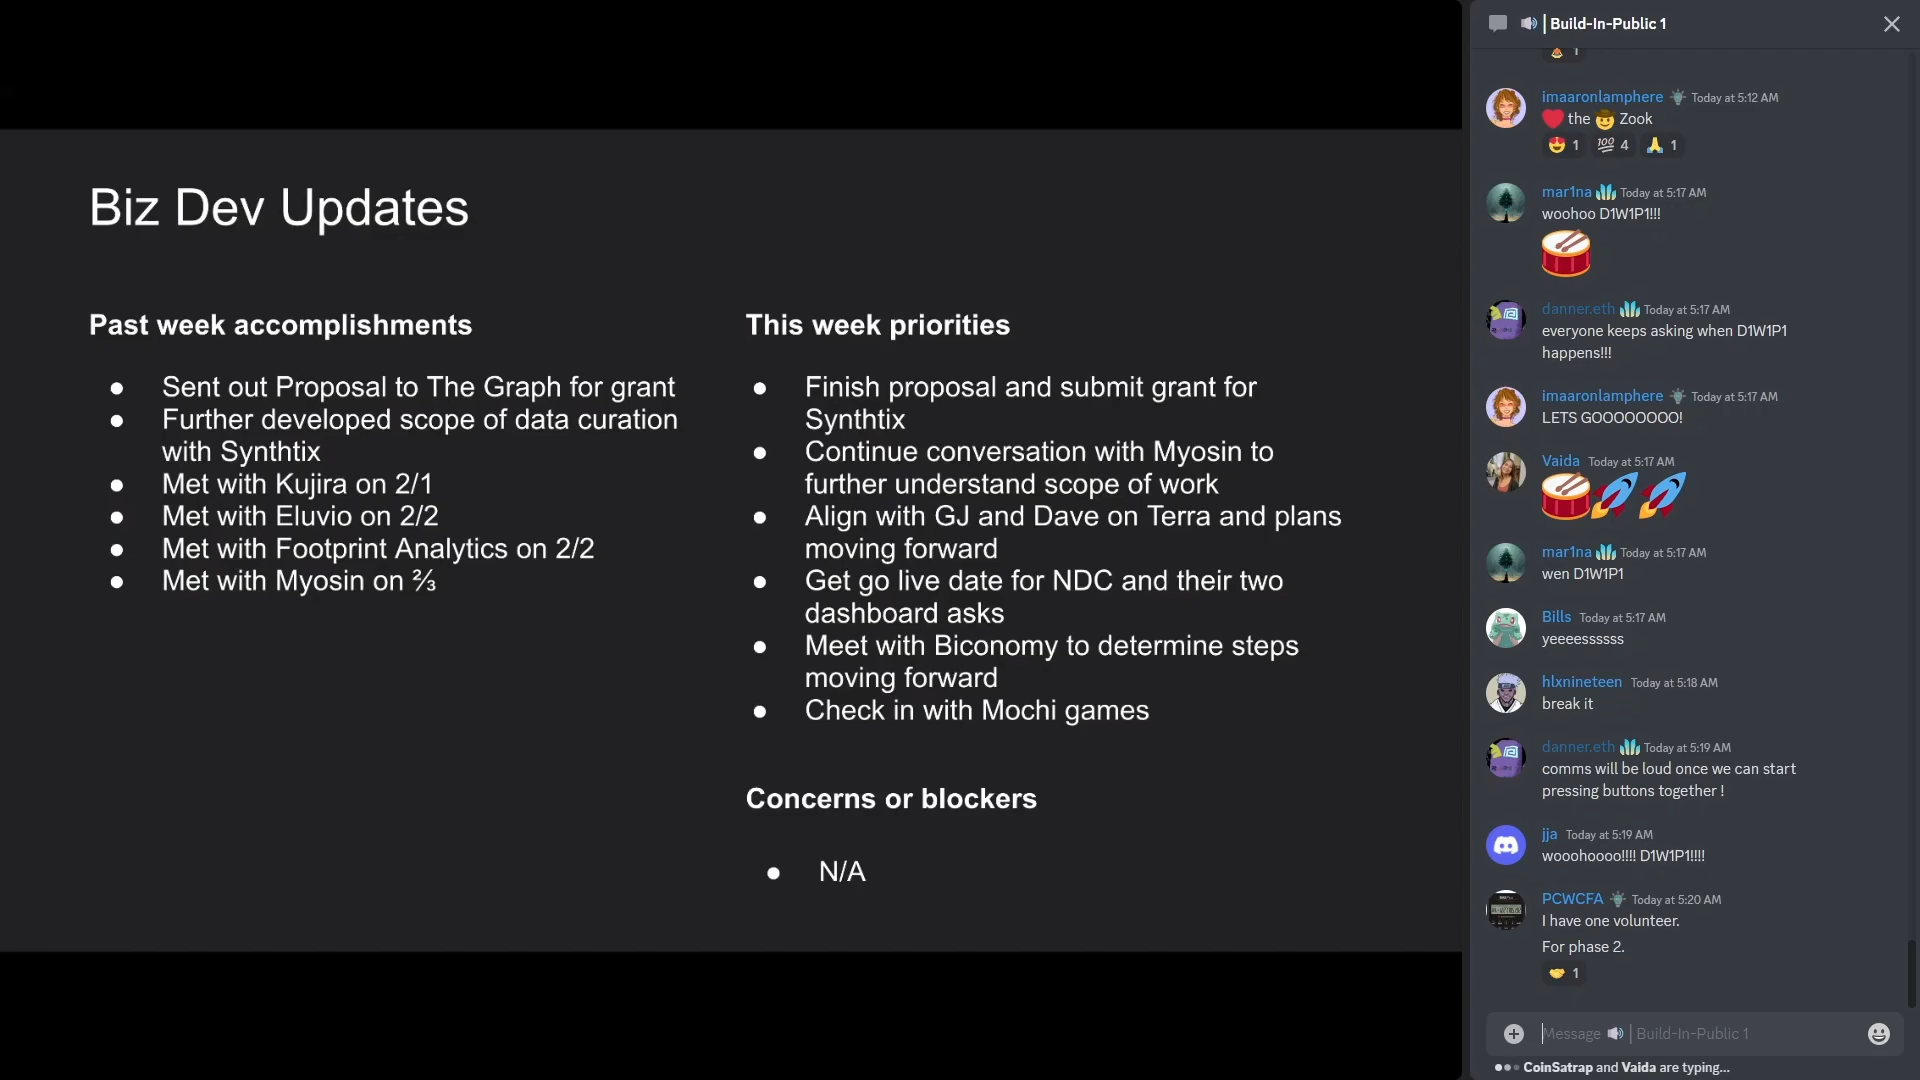 Biz Dev Updates
Past week accomplishments
● Sent out Proposal to The Graph for grant
● Further developed scope of data curation
with Synthtix
● Met with Kujira on 2/1
● Met with Eluvio on 2/2
● Met with Footprint Analytics on 2/2
● Met with Myosin on ⅔
This week priorities
● Finish proposal and submit grant for
Synthtix
● Continue conversation with Myosin to
further understand scope of work
● Align with GJ and Dave on Terra and plans
moving forward
● Get go live date for NDC and their two
dashboard asks
● Meet with Biconomy to determine steps
moving forward
● Check in with Mochi games
Concerns or blockers
● N/A
| Build-In-Public 1
1
imaaronlamphere Today at 5:12 AM
❤️ the 🤠 Zook
😍 1 💯 4 🙏 1
mar1na Today at 5:17 AM
woohoo D1W1P1!!!
🥁
danner.eth Today at 5:17 AM
everyone keeps asking when D1W1P1
happens!!!
imaaronlamphere Today at 5:17 AM
LETS GOOOOOOOO!
Vaida Today at 5:17 AM
🥁🚀🚀
mar1na Today at 5:17 AM
wen D1W1P1
Bills Today at 5:17 AM
yeeeessssss
hlxnineteen Today at 5:18 AM
break it
danner.eth Today at 5:19 AM
comms will be loud once we can start
pressing buttons together !
jja Today at 5:19 AM
wooohoooo!!!! D1W1P1!!!!
PCWCFA Today at 5:20 AM
I have one volunteer.
For phase 2.
🤝 1
Message 🔊 | Build-In-Public 1
CoinSatrap and Vaida are typing...